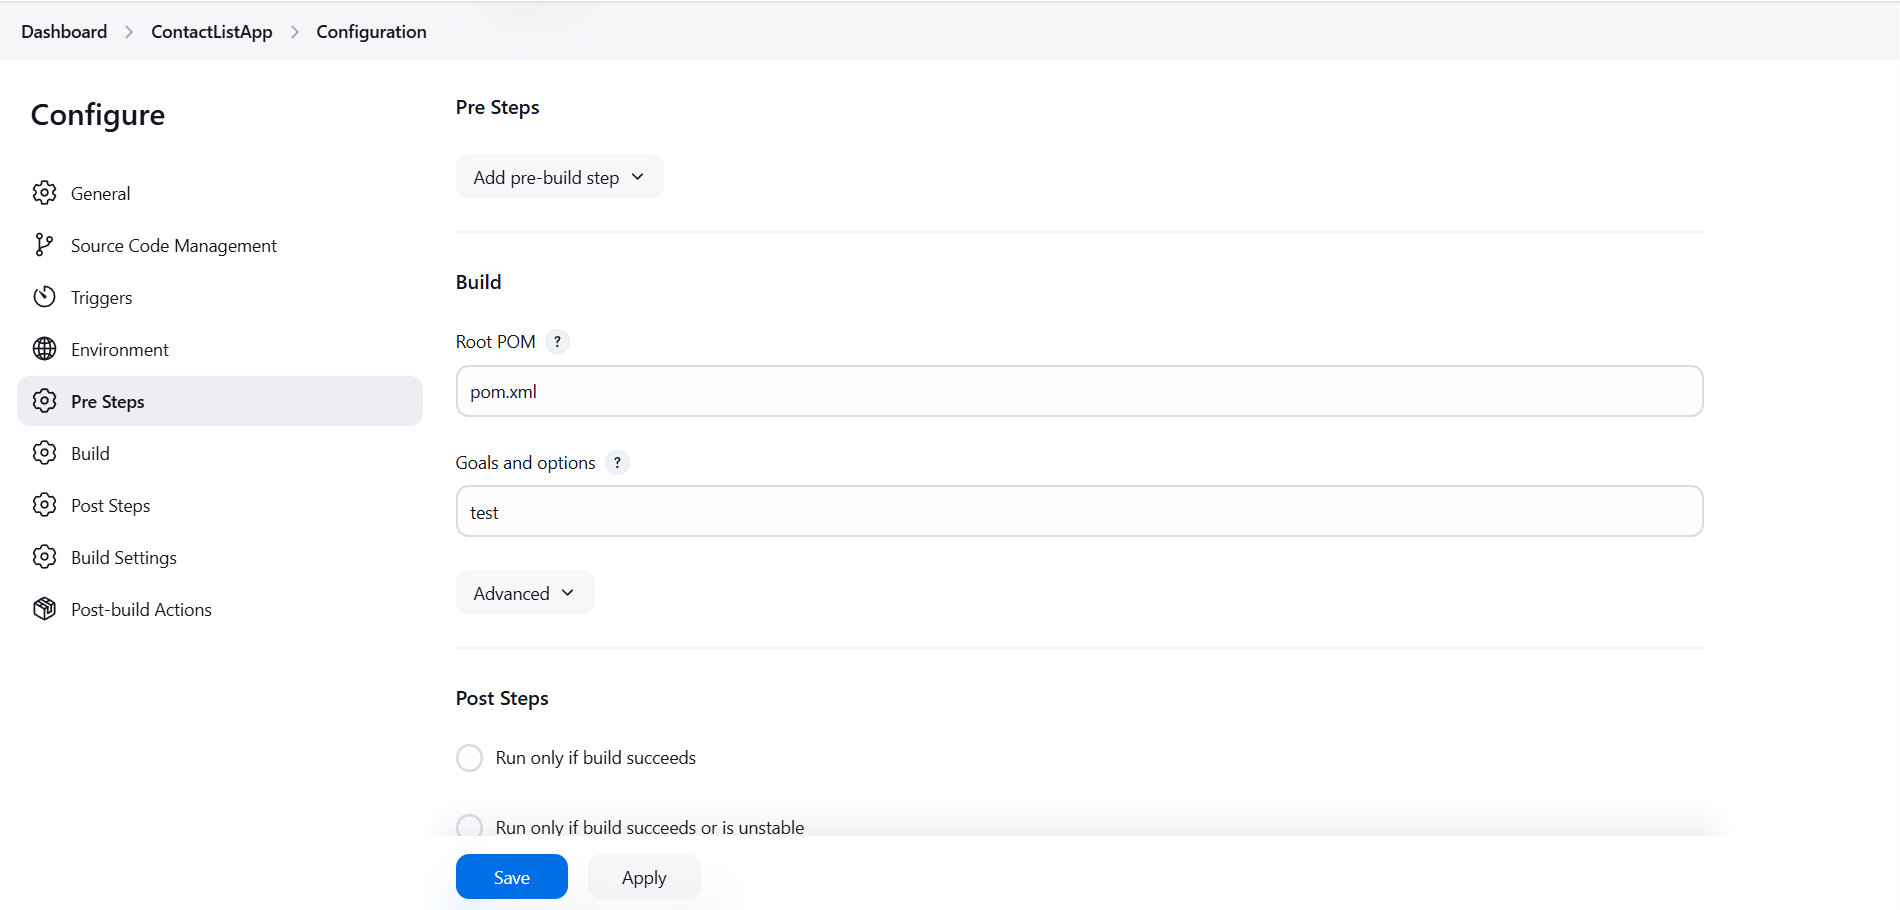 Dashboard > ContactListApp > Configuration
Configure
General
Source Code Management
Triggers
Environment
Pre Steps
Build
Post Steps
Build Settings
Post-build Actions
Pre Steps
Add pre-build step
Build
Root POM ?
pom.xml
Goals and options ?
test
Advanced
Post Steps
Run only if build succeeds
Run only if build succeeds or is unstable
Save Apply